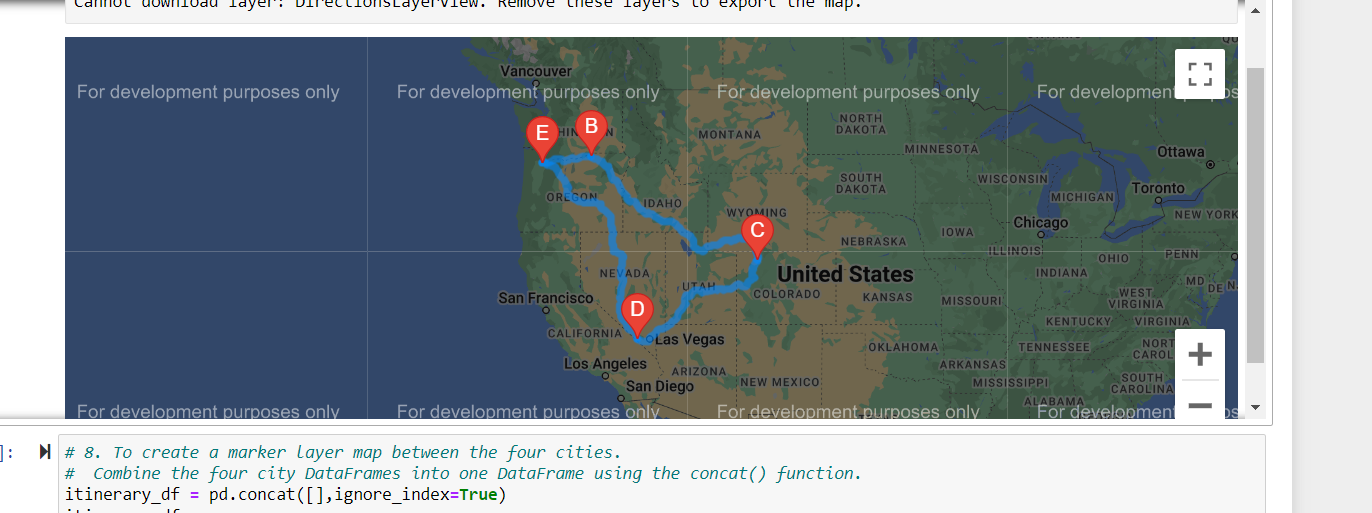 Cannot download layer: DirectionsLayerView. Remove these layers to export the map.
Vancouver
For development purposes only For development purposes only For development purposes only For development
E B
NORTH DAKOTA
MONTANA
MINNESOTA
Ottawa
SOUTH DAKOTA
WISCONSIN
MICHIGAN
Toronto
OREGON
IDAHO
WYOMING
NEW YORK
C
Chicago
IOWA
NEBRASKA
ILLINOIS
OHIO
PENN
United States
NEVADA
UTAH
INDIANA
MD
DE
COLORADO
KANSAS
MISSOURI
WEST VIRGINIA
San Francisco
D
KENTUCKY
VIRGINIA
CALIFORNIA
Las Vegas
OKLAHOMA
TENNESSEE
NORT
CAROL
Los Angeles
ARIZONA
NEW MEXICO
ARKANSAS
San Diego
MISSISSIPPI
SOUTH CAROLINA
ALABAMA
For development purposes only For development purposes only For development purposes only For development
]:
# 8. To create a marker layer map between the four cities.
#  Combine the four city DataFrames into one DataFrame using the concat() function.
itinerary_df = pd.concat([],ignore_index=True)